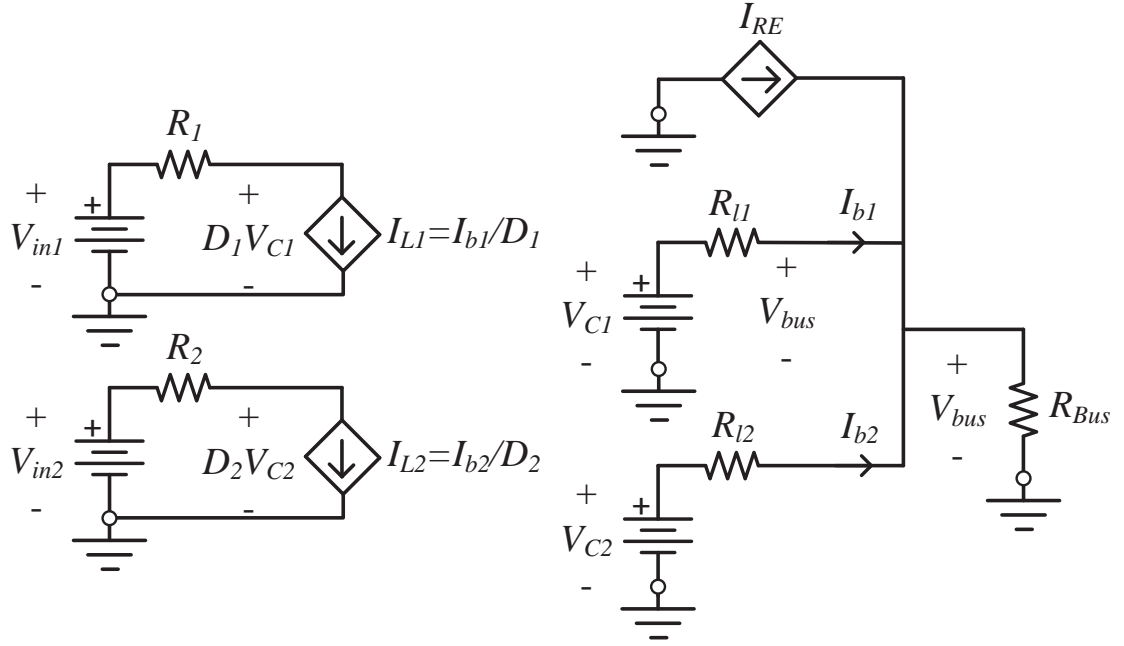 I_RE
R_1
+
V_in1
-
+
+
D_1V_C1
-
I_L1=I_b1/D_1
R_l1
I_b1
+
V_C1
-
+
+
V_bus
-
R_2
+
V_in2
-
+
+
D_2V_C2
-
I_L2=I_b2/D_2
R_l2
I_b2
+
V_C2
-
+
+
V_bus
-
R_Bus